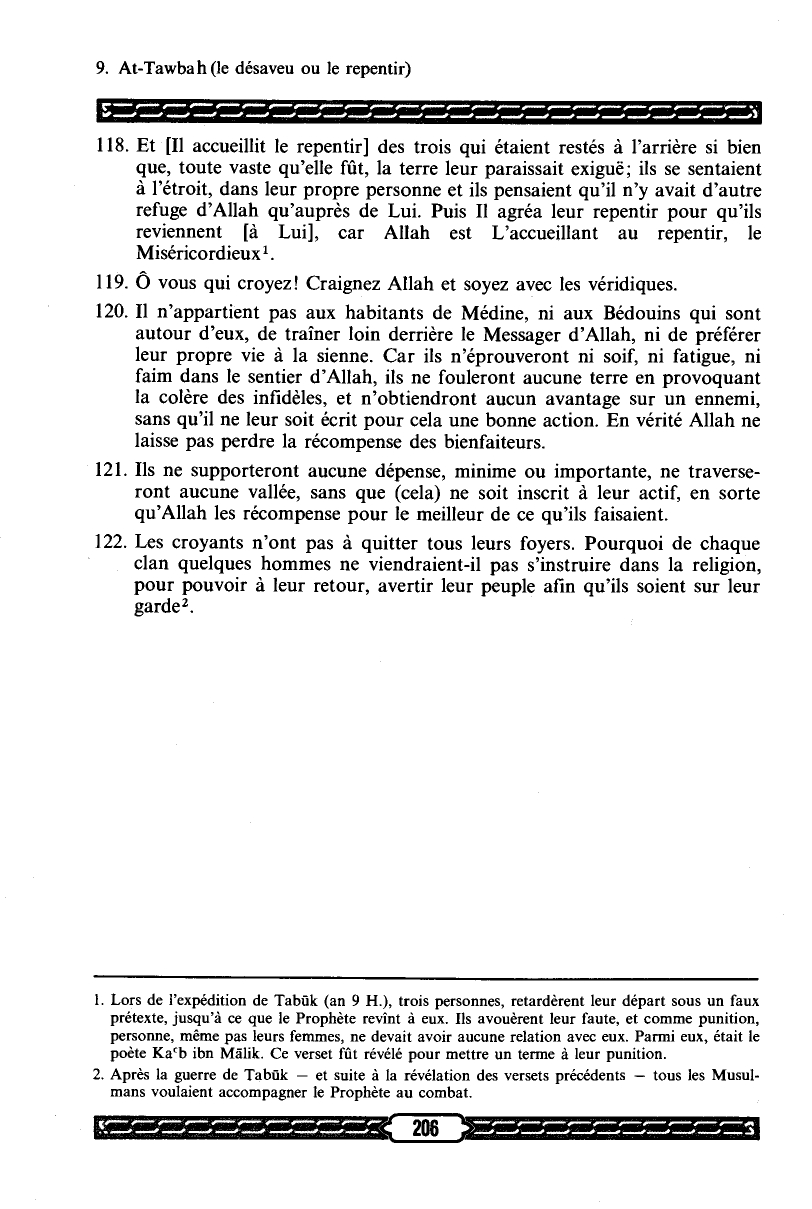 9. At-Tawbah (le désaveu ou le repentir)
118. Et [Il accueillit le repentir] des trois qui étaient restés à l'arrière si bien
que, toute vaste qu'elle fût, la terre leur paraissait exiguë; ils se sentaient
à l'étroit, dans leur propre personne et ils pensaient qu'il n'y avait d'autre
refuge d'Allah qu'auprès de Lui. Puis Il agréa leur repentir pour qu'ils
reviennent [à Lui], car Allah est L'accueillant au repentir, le
Miséricordieux¹.
119. Ô vous qui croyez! Craignez Allah et soyez avec les véridiques.
120. Il n'appartient pas aux habitants de Médine, ni aux Bédouins qui sont
autour d'eux, de traîner loin derrière le Messager d'Allah, ni de préférer
leur propre vie à la sienne. Car ils n'éprouveront ni soif, ni fatigue, ni
faim dans le sentier d'Allah, ils ne fouleront aucune terre en provoquant
la colère des infidèles, et n'obtiendront aucun avantage sur un ennemi,
sans qu'il ne leur soit écrit pour cela une bonne action. En vérité Allah ne
laisse pas perdre la récompense des bienfaiteurs.
121. Ils ne supporteront aucune dépense, minime ou importante, ne traverse-
ront aucune vallée, sans que (cela) ne soit inscrit à leur actif, en sorte
qu'Allah les récompense pour le meilleur de ce qu'ils faisaient.
122. Les croyants n'ont pas à quitter tous leurs foyers. Pourquoi de chaque
clan quelques hommes ne viendraient-il pas s'instruire dans la religion,
pour pouvoir à leur retour, avertir leur peuple afin qu'ils soient sur leur
garde².
1. Lors de l'expédition de Tabūk (an 9 H.), trois personnes, retardèrent leur départ sous un faux
prétexte, jusqu'à ce que le Prophète revînt à eux. Ils avouèrent leur faute, et comme punition,
personne, même pas leurs femmes, ne devait avoir aucune relation avec eux. Parmi eux, était le
poète Kaᶜb ibn Mālik. Ce verset fût révélé pour mettre un terme à leur punition.
2. Après la guerre de Tabūk — et suite à la révélation des versets précédents — tous les Musul-
mans voulaient accompagner le Prophète au combat.
206